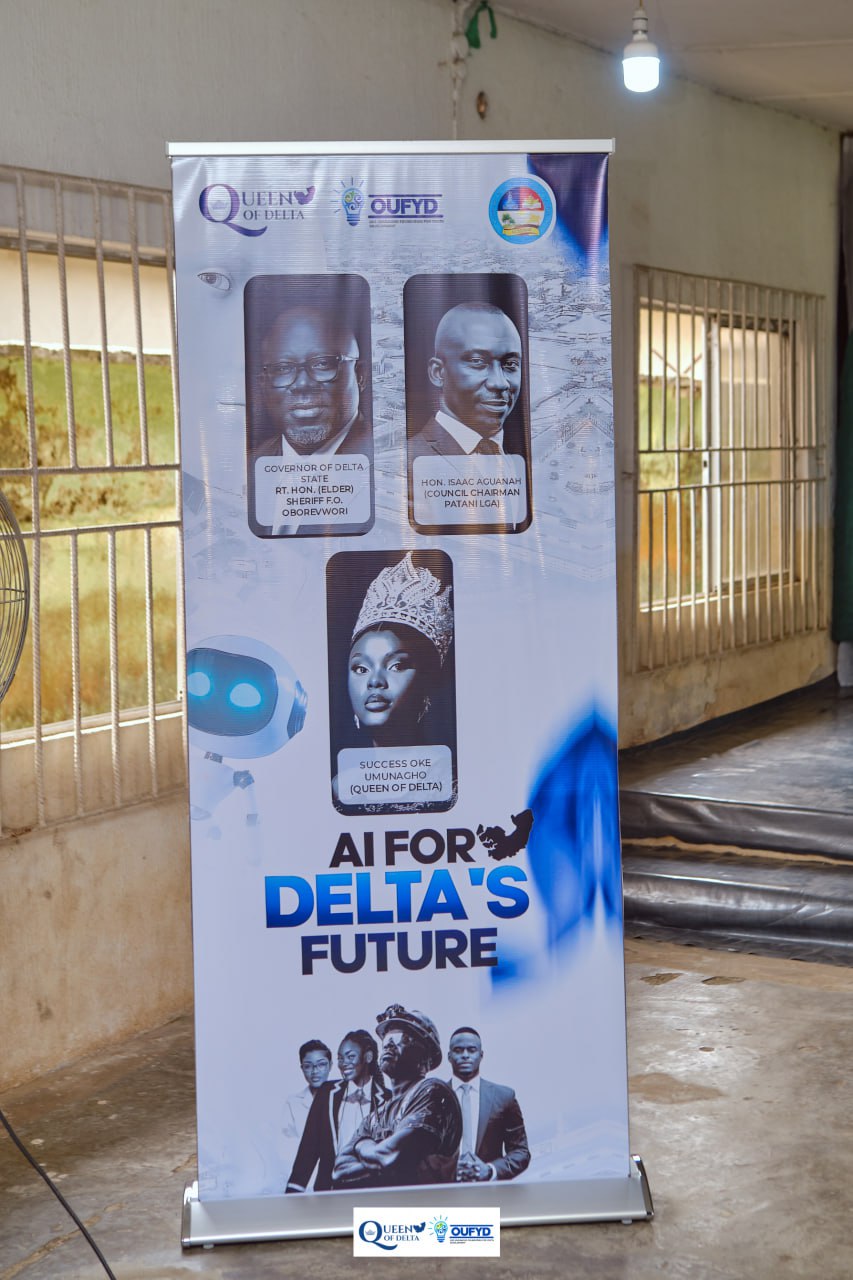 QUEEN
OF DELTA
OUFYD
GOVERNOR OF DELTA
STATE
RT. HON. (ELDER)
SHERIFF F.O.
OBOREVWORI
HON. ISAAC AGUANAH
(COUNCIL CHAIRMAN
PATANI LGA)
SUCCESS OKE
UMUNAGHO
(QUEEN OF DELTA)
AI FOR
DELTA'S
FUTURE
QUEEN
OF DELTA
OUFYD